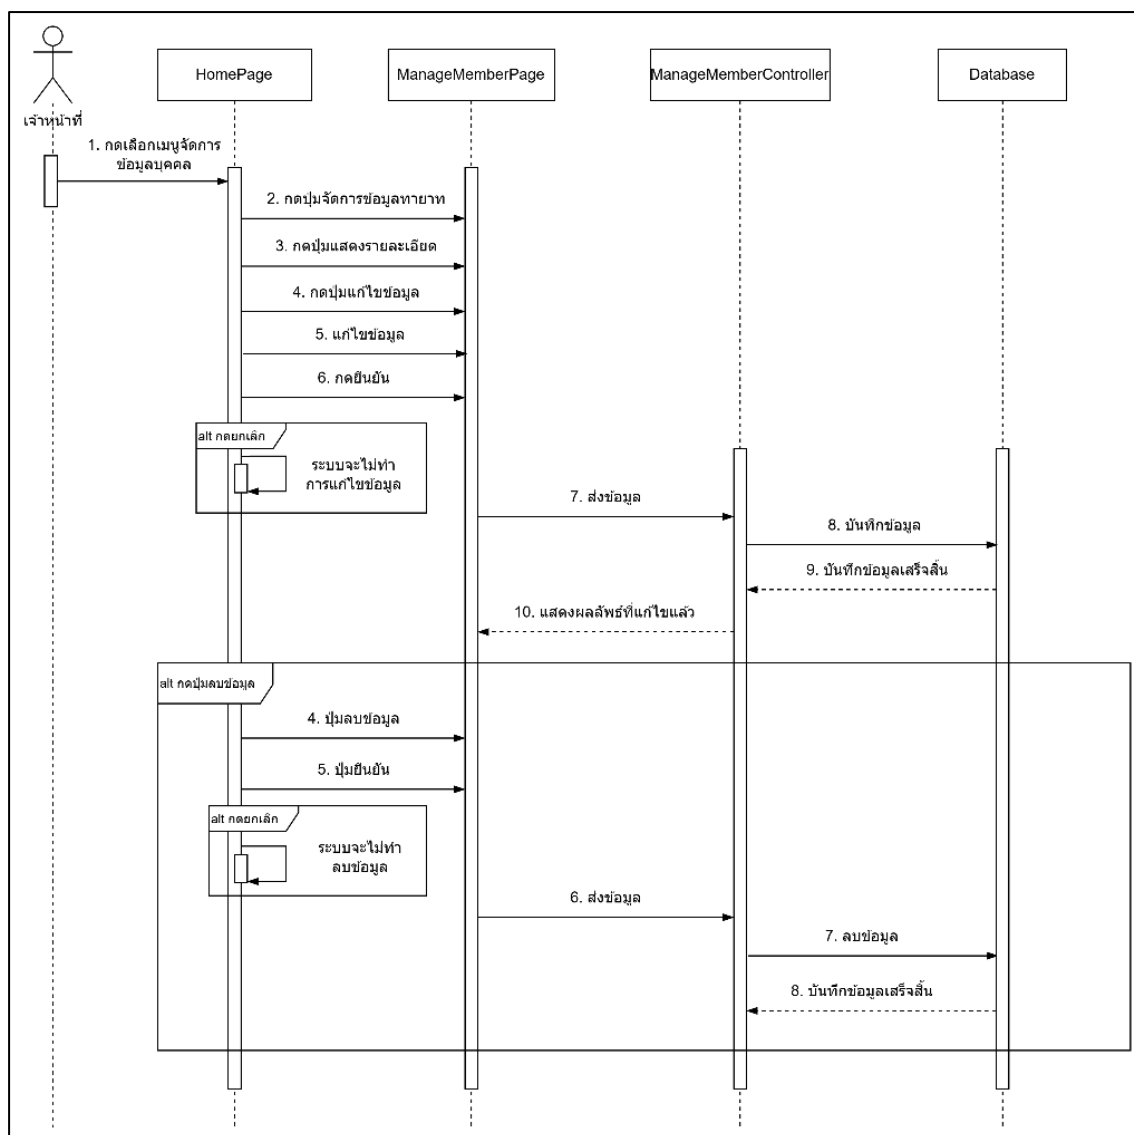 HomePage
ManageMemberPage
ManageMemberController
Database
เจ้าหน้าที่
1. กดเลือกเมนูจัดการ
ข้อมูลบุคคล
2. กดปุ่มจัดการข้อมูลทายาท
3. กดปุ่มแสดงรายละเอียด
4. กดปุ่มแก้ไขข้อมูล
5. แก้ไขข้อมูล
6. กดยืนยัน
alt กดยกเลิก
ระบบจะไม่ทำ
การแก้ไขข้อมูล
7. ส่งข้อมูล
8. บันทึกข้อมูล
9. บันทึกข้อมูลเสร็จสิ้น
10. แสดงผลลัพธ์ที่แก้ไขแล้ว
alt กดปุ่มลบข้อมูล
4. ปุ่มลบข้อมูล
5. ปุ่มยืนยัน
alt กดยกเลิก
ระบบจะไม่ทำ
ลบข้อมูล
6. ส่งข้อมูล
7. ลบข้อมูล
8. บันทึกข้อมูลเสร็จสิ้น